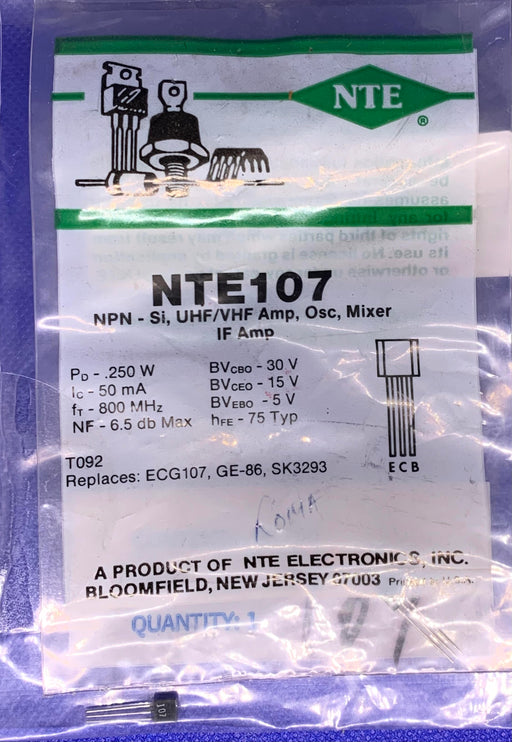 NTE
®
NTE107
NPN - Si, UHF/VHF Amp, Osc, Mixer
IF Amp
PD - .250 W BVCBO - 30 V
IC - 50 mA BVCEO - 15 V
fT - 800 MHz BVEBO - 5 V
NF - 6.5 db Max hFE - 75 Typ
E C B
T092
Replacés: ECG107, GE-86, SK3293
A PRODUCT OF NTE ELECTRONICS, INC.
BLOOMFIELD, NEW JERSEY 07003
QUANTITY: 1
107